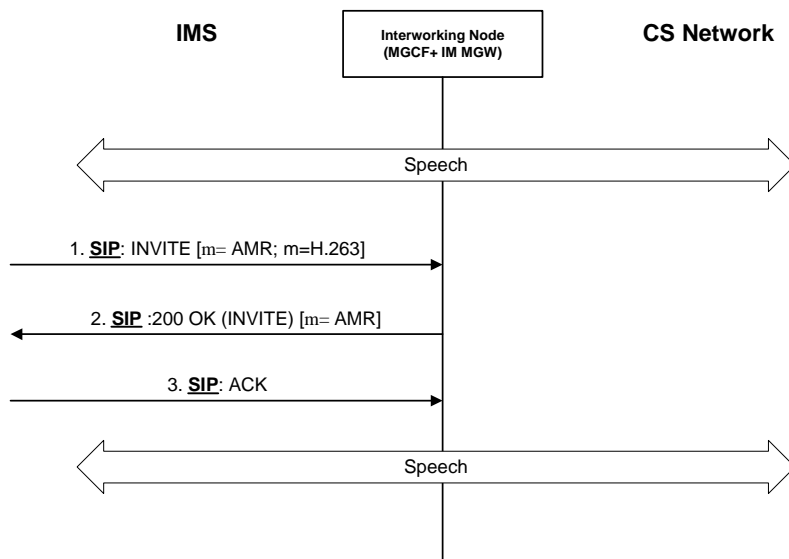 IMS
Interworking Node
(MGCF+ IM MGW)
CS Network
Speech
1. SIP: INVITE [m= AMR; m=H.263]
2. SIP :200 OK (INVITE) [m= AMR]
3. SIP: ACK
Speech